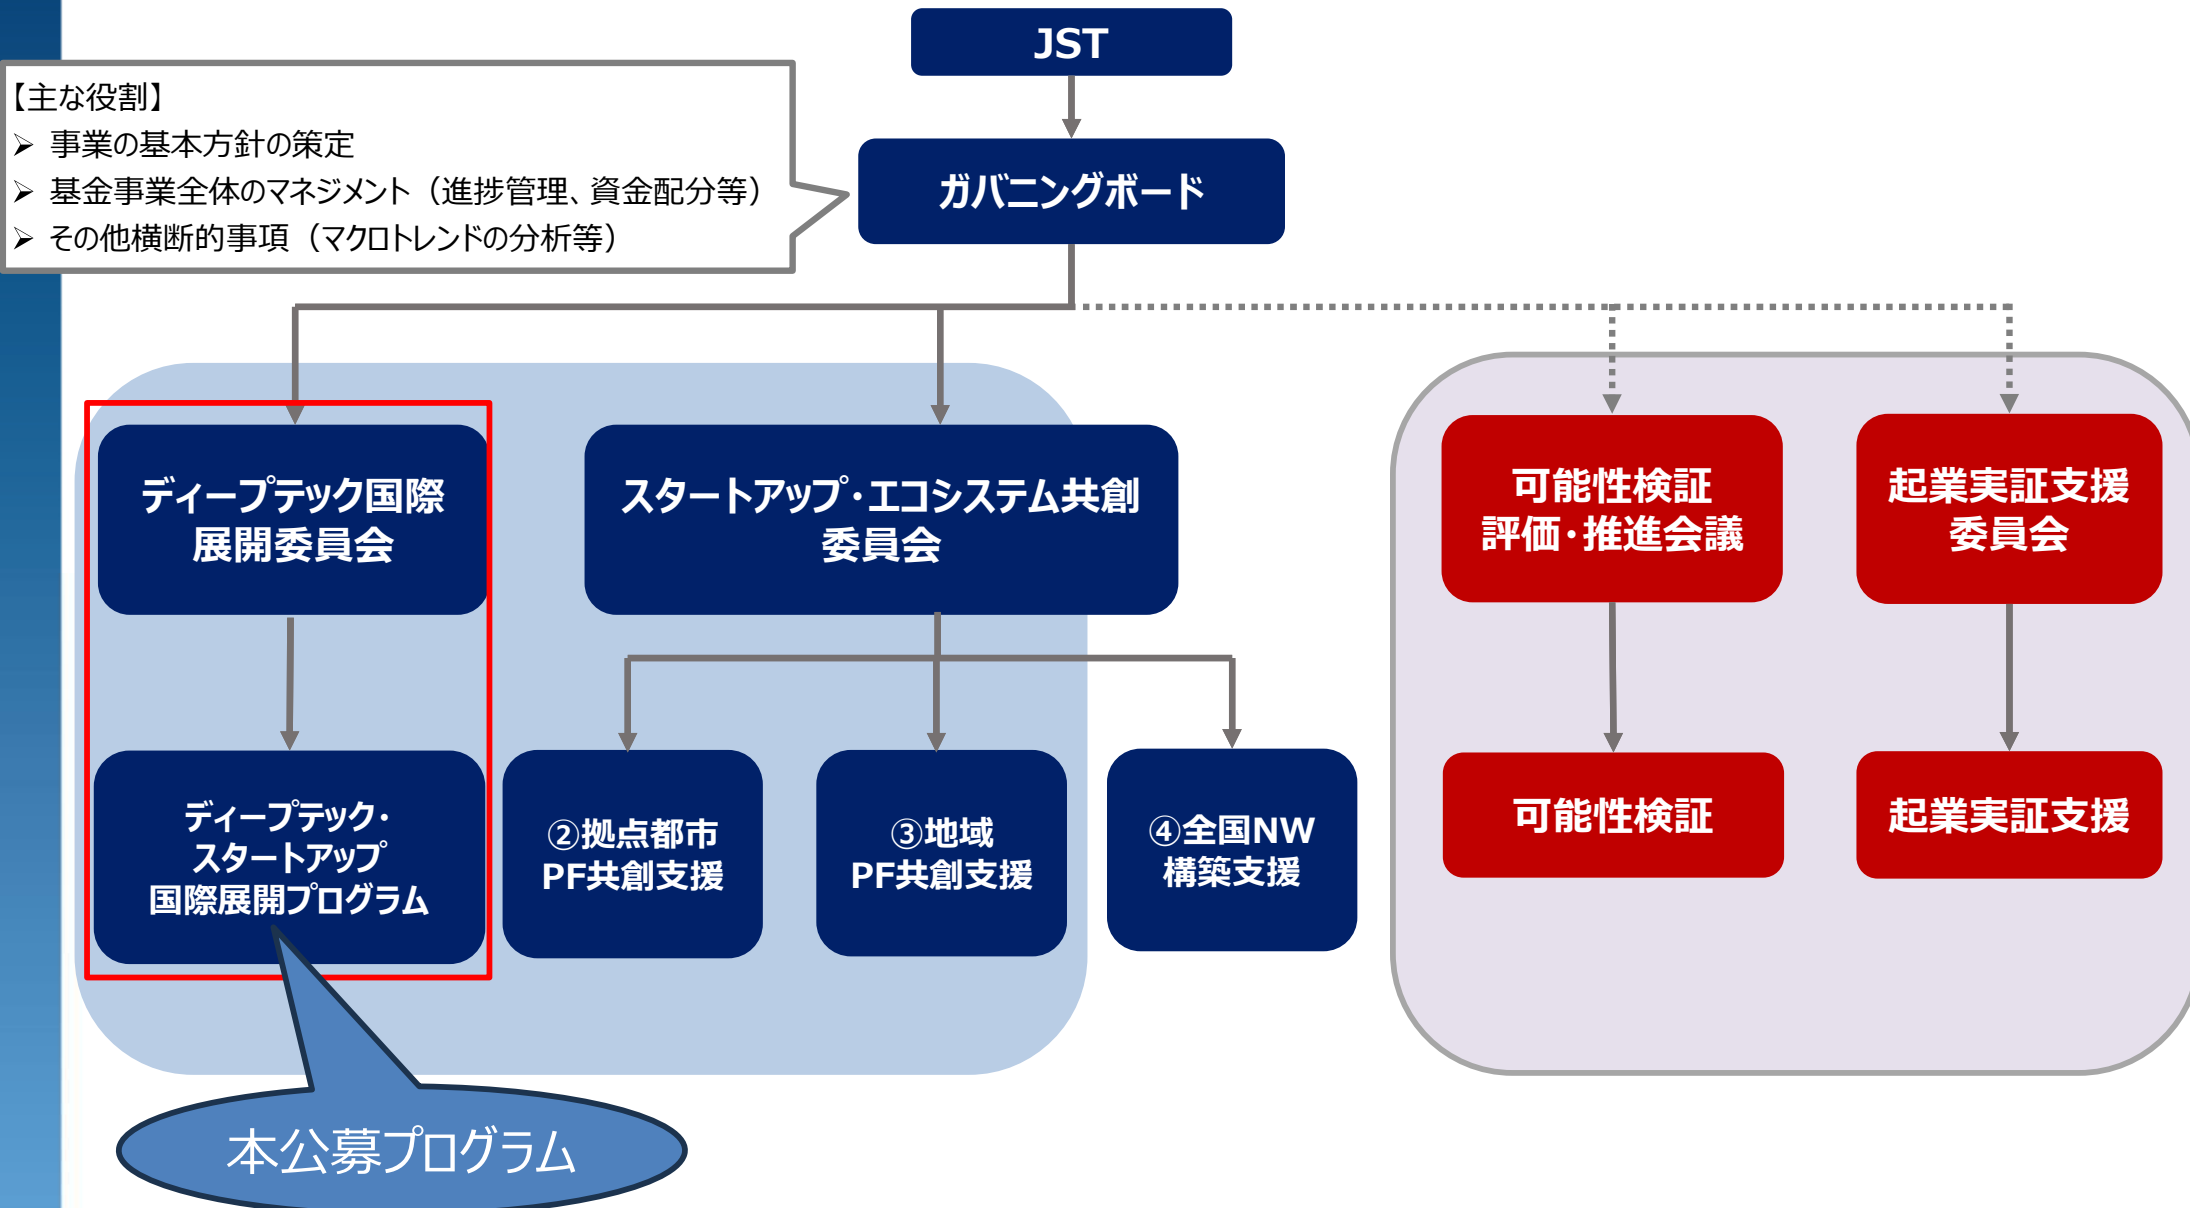 JST
【主な役割】
➢ 事業の基本方針の策定
➢ 基金事業全体のマネジメント（進捗管理、資金配分等）
➢ その他横断的事項（マクロトレンドの分析等）
ガバニングボード
ディープテック国際
展開委員会
スタートアップ・エコシステム共創
委員会
可能性検証
評価・推進会議
起業実証支援
委員会
ディープテック・
スタートアップ
国際展開プログラム
②拠点都市
PF共創支援
③地域
PF共創支援
④全国NW
構築支援
可能性検証
起業実証支援
本公募プログラム